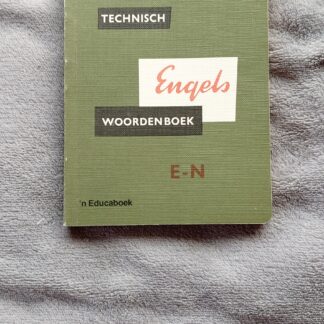 TECHNISCH
Engels
WOORDENBOEK
E-N
'n Educaboek